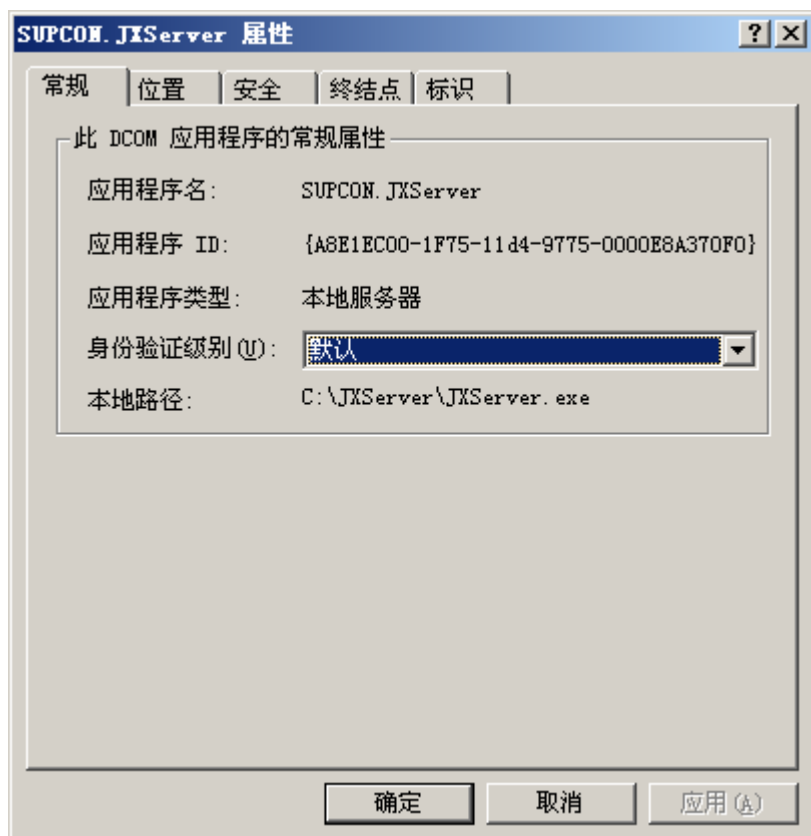 SUPCON.JXServer 属性
常规 位置 安全 终结点 标识
此 DCOM 应用程序的常规属性
应用程序名: SUPCON.JXServer
应用程序 ID: {A8E1EC00-1F75-11d4-9775-0000E8A370F0}
应用程序类型: 本地服务器
身份验证级别(U): 默认
本地路径: C:\JXServer\JXServer.exe
确定 取消 应用(A)